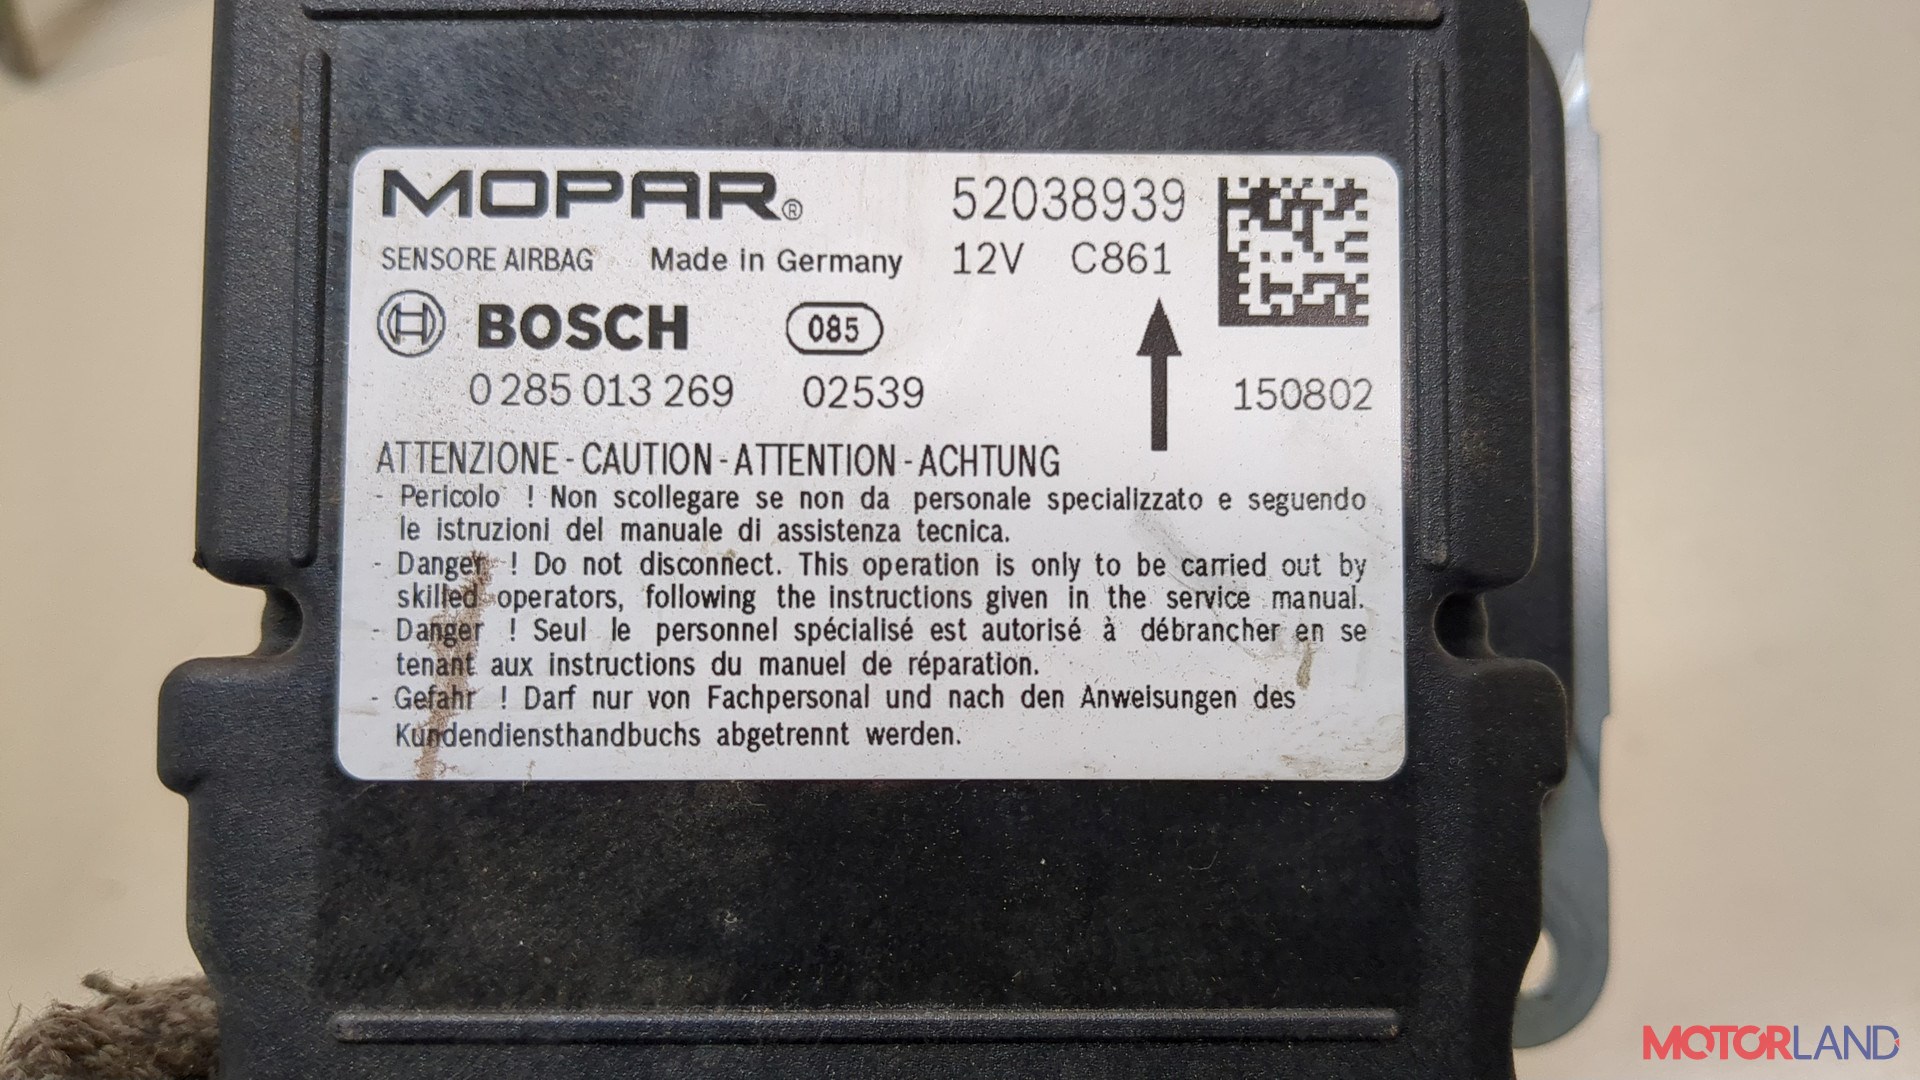 MOPAR® 52038939
SENSORE AIRBAG Made in Germany 12V C861
BOSCH 085
0 285 013 269 02539 150802
ATTENZIONE - CAUTION - ATTENTION - ACHTUNG
- Pericolo ! Non scollegare se non da personale specializzato e seguendo
le istruzioni del manuale di assistenza tecnica.
- Danger ! Do not disconnect. This operation is only to be carried out by
skilled operators, following the instructions given in the service manual.
- Danger ! Seul le personnel spécialisé est autorisé à débrancher en se
tenant aux instructions du manuel de réparation.
- Gefahr ! Darf nur von Fachpersonal und nach den Anweisungen des
Kundendiensthandbuchs abgetrennt werden.
MOTORLAND